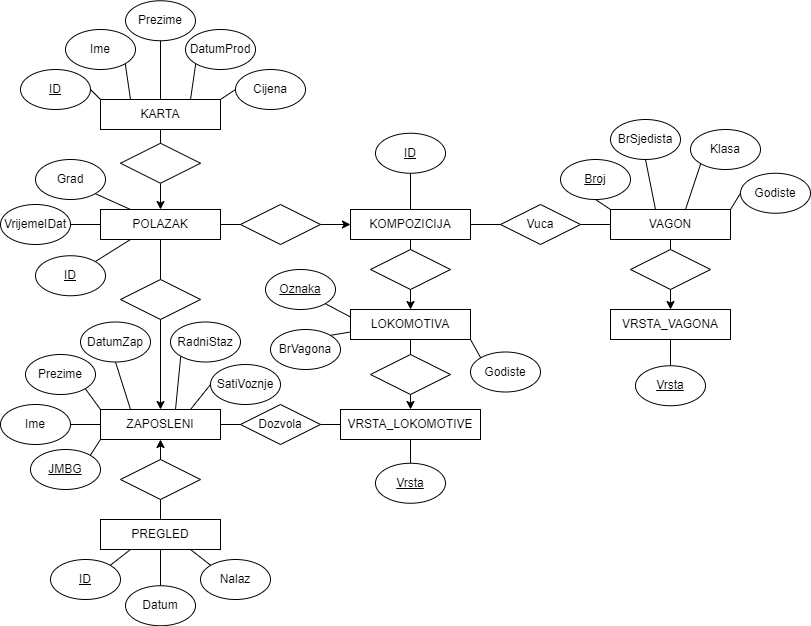 Prezime
Ime
DatumProd
ID
Cijena
KARTA
Grad
VrijemeIDat
POLAZAK
ID
ID
KOMPOZICIJA
Vuca
BrSjedista
Klasa
Broj
Godiste
VAGON
Oznaka
LOKOMOTIVA
BrVagona
Godiste
VRSTA_VAGONA
Vrsta
DatumZap
RadniStaz
Prezime
SatiVoznje
Ime
ZAPOSLENI
Dozvola
VRSTA_LOKOMOTIVE
JMBG
Vrsta
PREGLED
ID
Datum
Nalaz